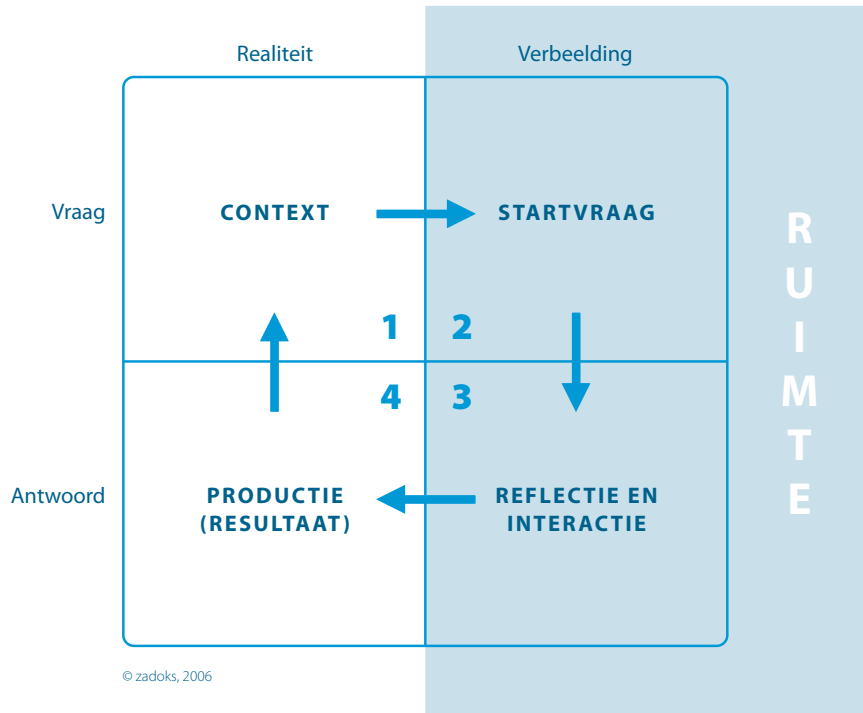 Realiteit
Verbeelding
Vraag
CONTEXT
STARTVRAAG
1
2
4
3
Antwoord
PRODUCTIE
(RESULTAAT)
REFLECTIE EN
INTERACTIE
R
U
I
M
T
E
© zadoks, 2006